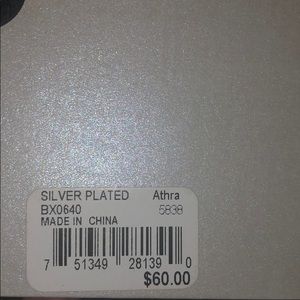 SILVER PLATED Athra
BX0640 5838
MADE IN CHINA
7 51349 28139 0
$60.00